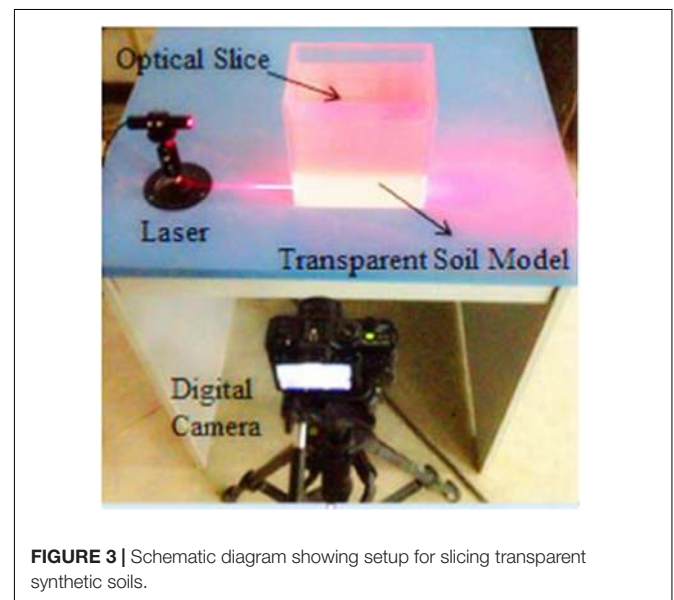 Optical Slice
Laser
Transparent Soil Model
Digital
Camera
FIGURE 3 | Schematic diagram showing setup for slicing transparent
synthetic soils.